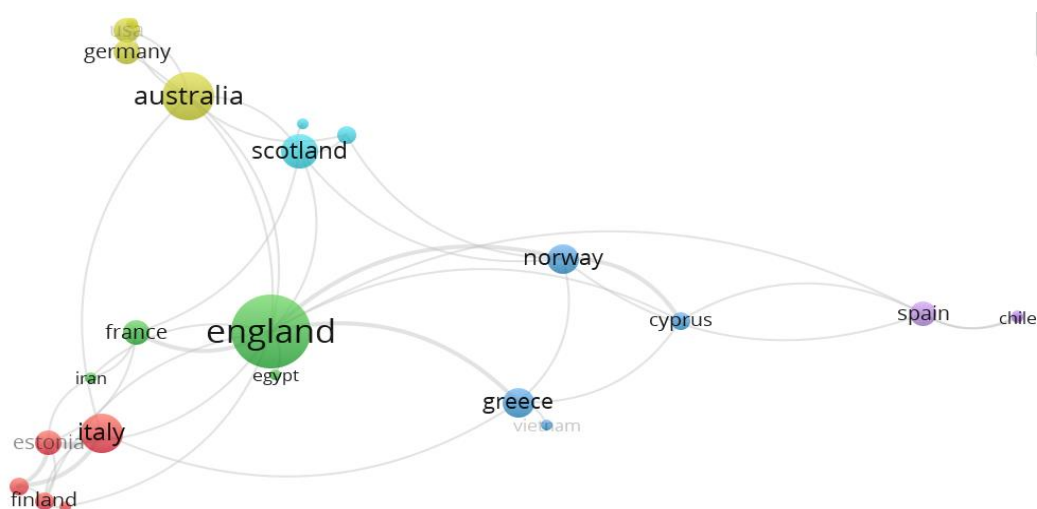 usa
germany
australia
scotland
norway
spain
chile
cyprus
france
england
iran
egypt
greece
vietnam
italy
estonia
finland